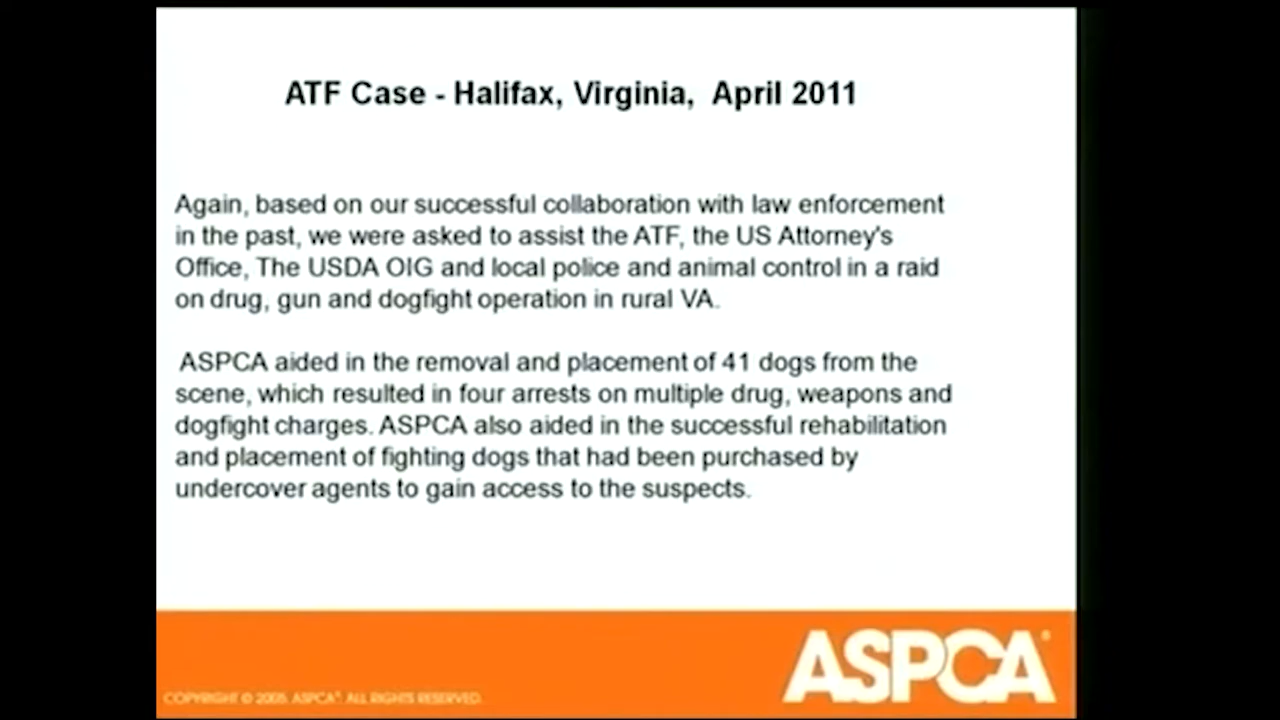 ATF Case - Halifax, Virginia, April 2011
Again, based on our successful collaboration with law enforcement
in the past, we were asked to assist the ATF, the US Attorney's
Office, The USDA OIG and local police and animal control in a raid
on drug, gun and dogfight operation in rural VA.
ASPCA aided in the removal and placement of 41 dogs from the
scene, which resulted in four arrests on multiple drug, weapons and
dogfight charges. ASPCA also aided in the successful rehabilitation
and placement of fighting dogs that had been purchased by
undercover agents to gain access to the suspects.
ASPCA®
COPYRIGHT © 2005. ASPCA®. ALL RIGHTS RESERVED.